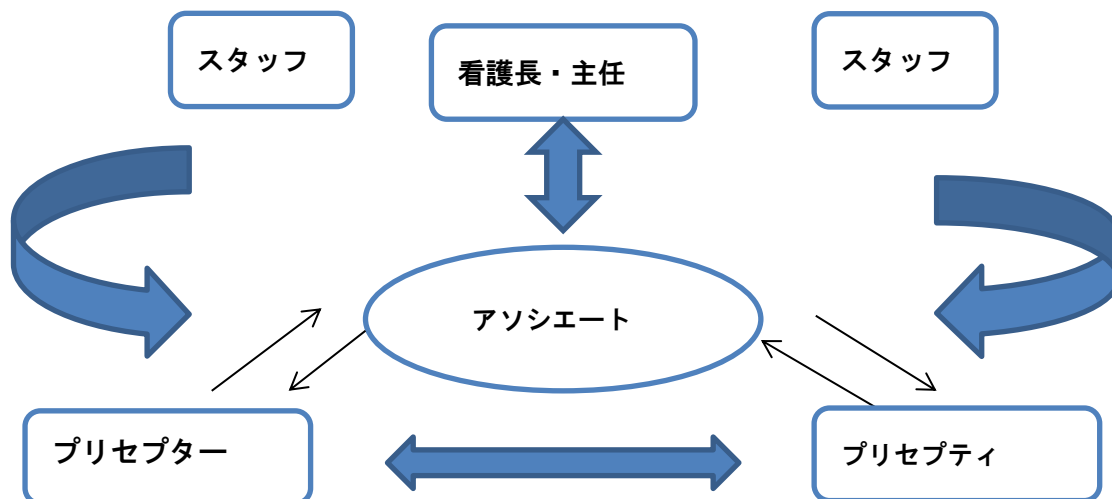 スタッフ
看護長・主任
スタッフ
アソシエート
プリセプター
プリセプティ